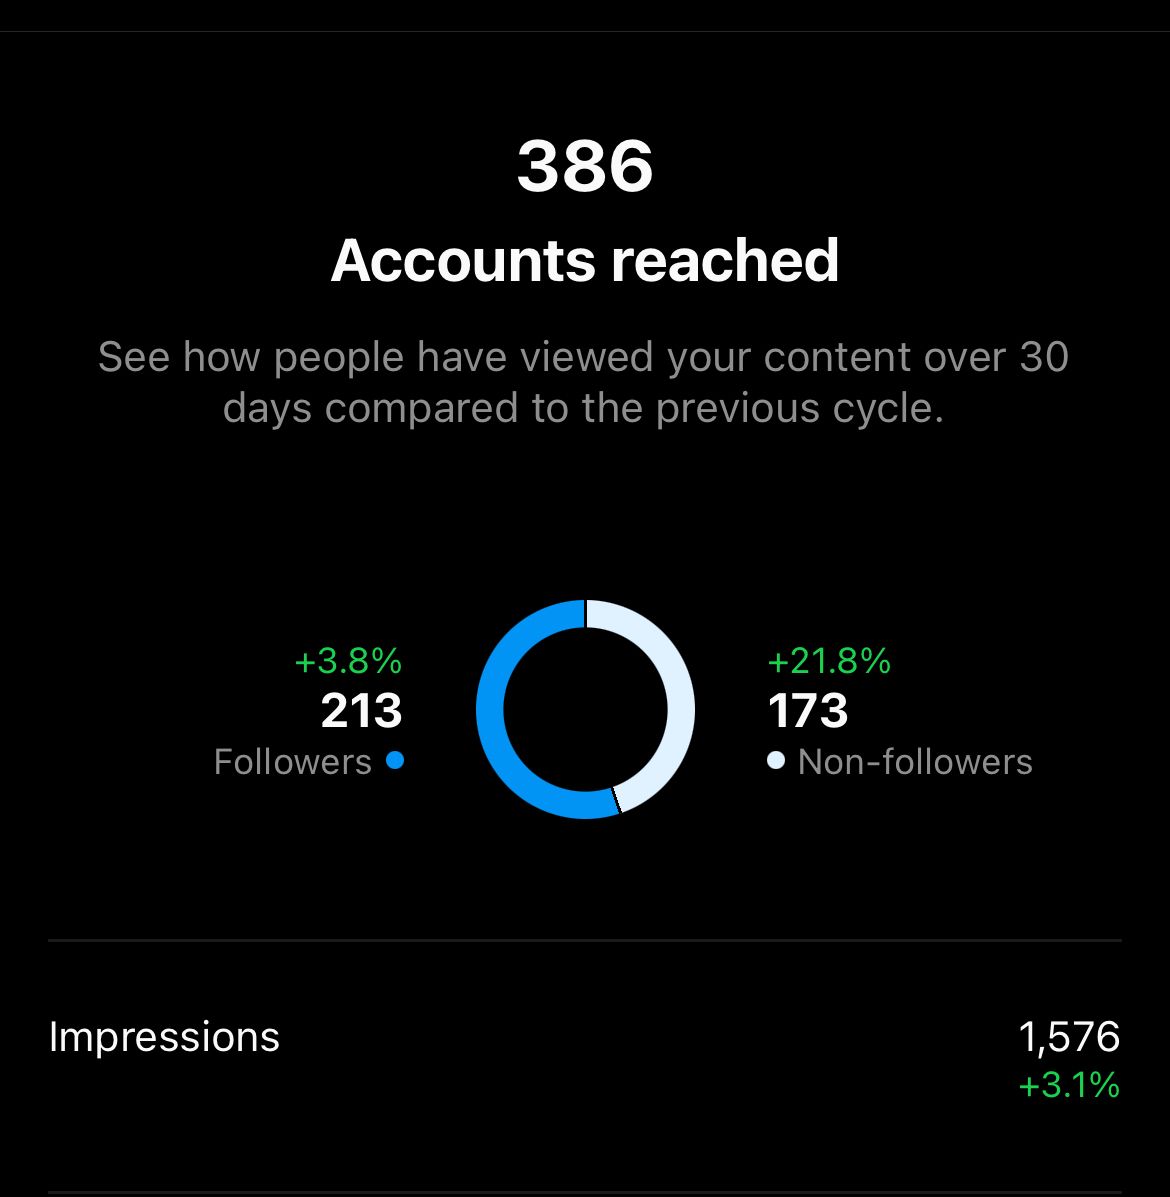 386
Accounts reached
See how people have viewed your content over 30
days compared to the previous cycle.
+3.8%
213
Followers
+21.8%
173
Non-followers
Impressions
1,576
+3.1%